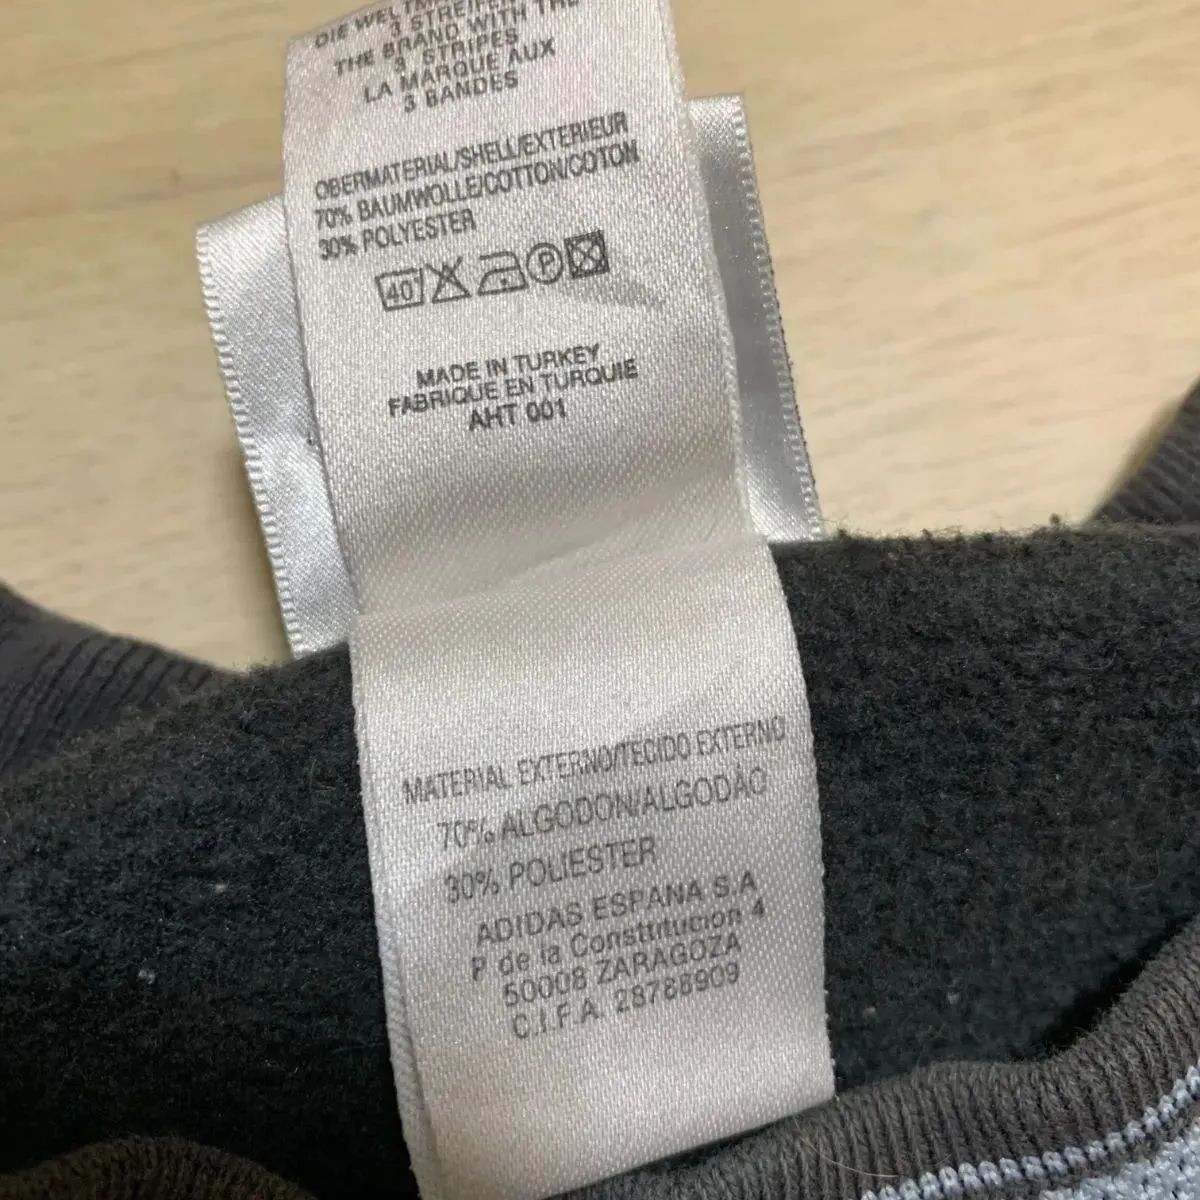 DIE
3 STREIFEN
THE BRAND WITH THE
3 STRIPES
LA MARQUE AUX
3 BANDES
OBERMATERIAL/SHELL/EXTERIEUR
70% BAUMWOLLE/COTTON/COTON
30% POLYESTER
40 P
MADE IN TURKEY
FABRIQUE EN TURQUIE
AHT 001
MATERIAL EXTERNO/TECIDO EXTERNO
70% ALGODON/ALGODÃO
30% POLIESTER
ADIDAS ESPANA S.A
P de la Constitucion 4
50008 ZARAGOZA
C.I.F.A. 28788909